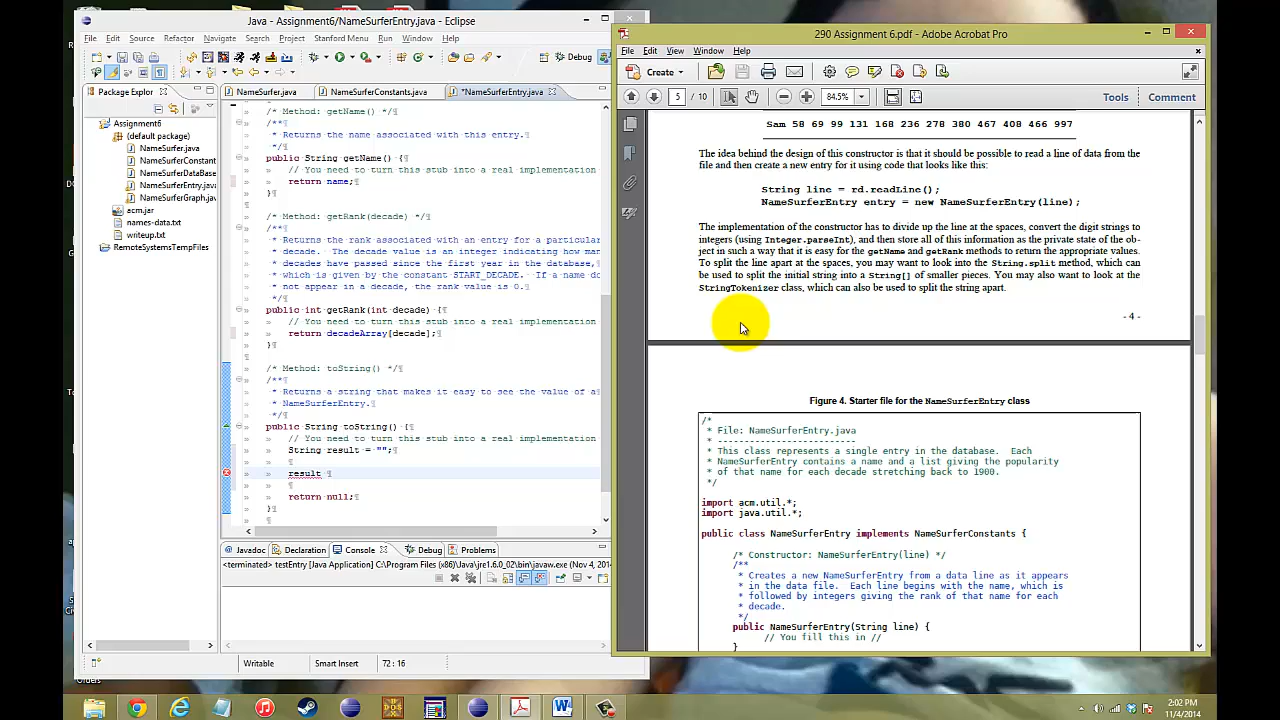 Java - Assignment6/NameSurferEntry.java - Eclipse
File Edit Source Refactor Navigate Search Project Stanford Menu Run Window Help
Debug
Package Explor
Assignment6
(default package)
NameSurfer.java
NameSurferConstant
NameSurferDataBase
NameSurferEntry.java
NameSurferGraph.jav
acm.jar
names-data.txt
writeup.txt
RemoteSystemsTempFiles
NameSurfer.java NameSurferConstants.java *NameSurferEntry.java
/* Method: getName() */
/**
* Returns the name associated with this entry.
*/
public String getName() {
// You need to turn this stub into a real implementation
return name;
}
/* Method: getRank(decade) */
/**
* Returns the rank associated with an entry for a particular
* decade. The decade value is an integer indicating how many
* decades have passed since the first year in the database,
* which is given by the constant START_DECADE. If a name do
* not appear in a decade, the rank value is 0.
*/
public int getRank(int decade) {
// You need to turn this stub into a real implementation
return decadeArray[decade];
}
/* Method: toString() */
/**
* Returns a string that makes it easy to see the value of a
* NameSurferEntry.
*/
public String toString() {
// You need to turn this stub into a real implementation
String result = "";
result
return null;
}
Javadoc Declaration Console Debug Problems
<terminated> testEntry [Java Application] C:\Program Files (x86)\Java\jre1.6.0_02\bin\javaw.exe (Nov 4, 2014
Writable Smart Insert 72 : 16
290 Assignment 6.pdf - Adobe Acrobat Pro
File Edit View Window Help
Create
5 / 10 84.5% Tools Comment
Sam 58 69 99 131 168 236 278 380 467 408 466 997
The idea behind the design of this constructor is that it should be possible to read a line of data from the
file and then create a new entry for it using code that looks like this:
String line = rd.readLine();
NameSurferEntry entry = new NameSurferEntry(line);
The implementation of the constructor has to divide up the line at the spaces, convert the digit strings to
integers (using Integer.parseInt), and then store all of this information as the private state of the ob-
ject in such a way that it is easy for the getName and getRank methods to return the appropriate values.
To split the line apart at the spaces, you may want to look into the String.split method, which can
be used to split the initial string into a String[] of smaller pieces. You may also want to look at the
StringTokenizer class, which can also be used to split the string apart.
- 4 -
Figure 4. Starter file for the NameSurferEntry class
/*
* File: NameSurferEntry.java
* --------------------------
* This class represents a single entry in the database. Each
* NameSurferEntry contains a name and a list giving the popularity
* of that name for each decade stretching back to 1900.
*/
import acm.util.*;
import java.util.*;
public class NameSurferEntry implements NameSurferConstants {
/* Constructor: NameSurferEntry(line) */
/**
* Creates a new NameSurferEntry from a data line as it appears
* in the data file. Each line begins with the name, which is
* followed by integers giving the rank of that name for each
* decade.
*/
public NameSurferEntry(String line) {
// You fill this in //
}
2:02 PM
11/4/2014